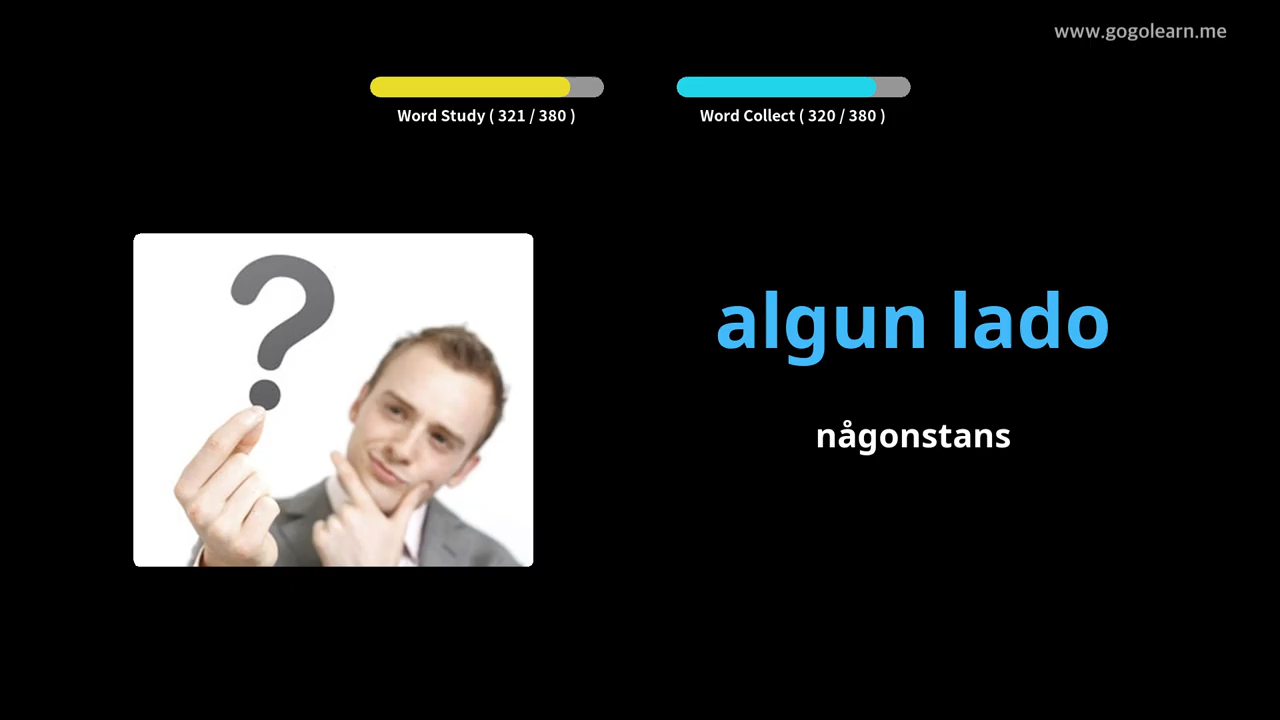 www.gogolearn.me
Word Study ( 321 / 380 )
Word Collect ( 320 / 380 )
algun lado
någonstans